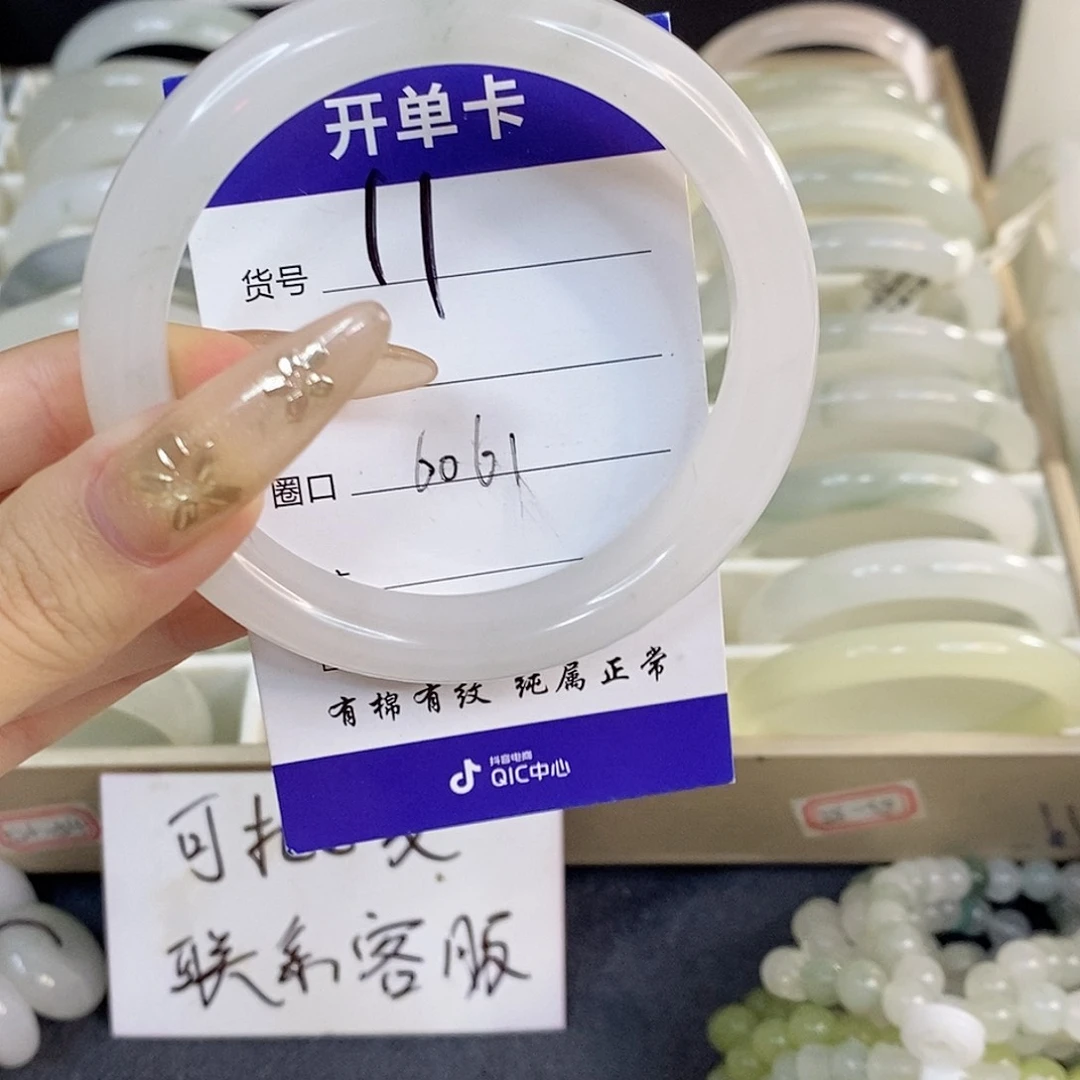 开单卡
货号 11
圈口 6061
有棉有纹 纯属正常
抖音电商
QIC中心
联系客服